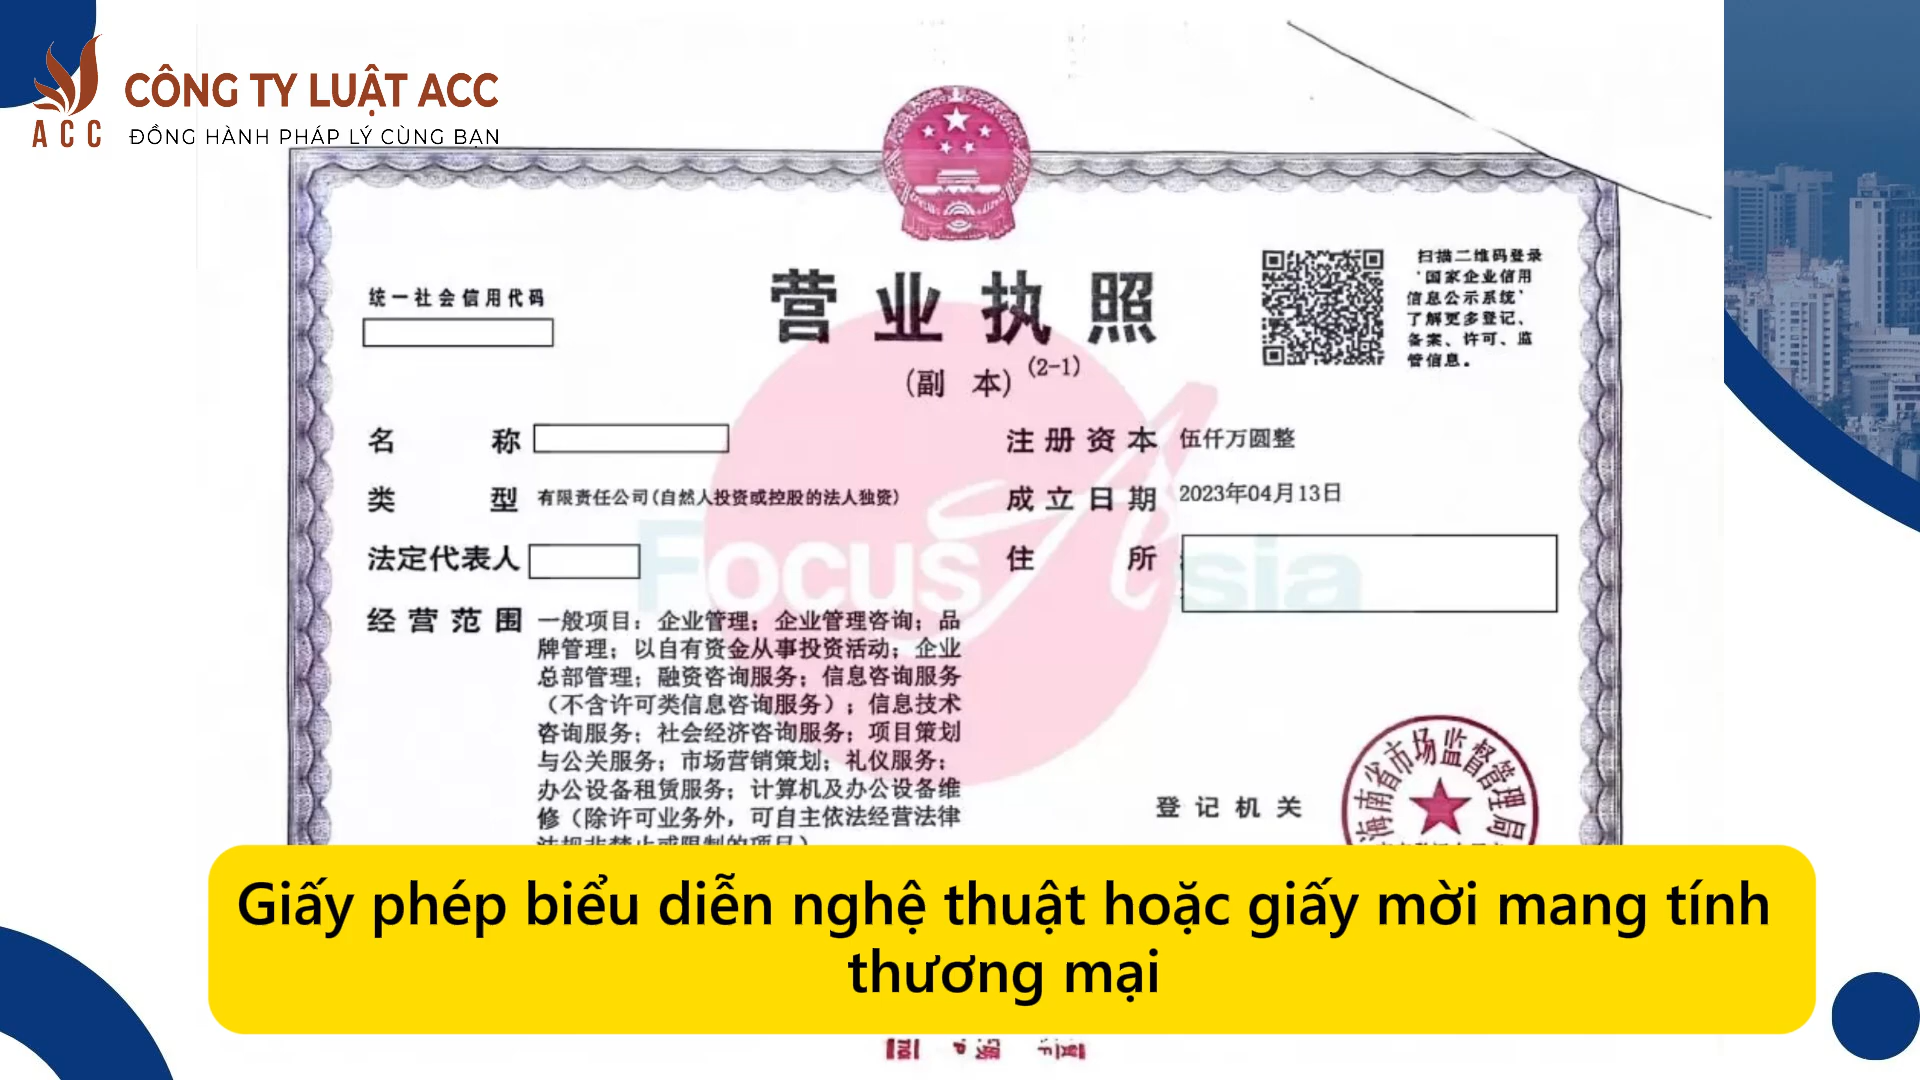 CÔNG TY LUẬT ACC
ACC
ĐỒNG HÀNH PHÁP LÝ CÙNG BẠN
统一社会信用代码
营业执照
(副 本) (2-1)
扫描二维码登录
'国家企业信用
信息公示系统'
了解更多登记、
备案、许可、监
管信息。
名 称
注册资本 伍仟万圆整
类 型 有限责任公司(自然人投资或控股的法人独资)
成立日期 2023年04月13日
法定代表人
住 所
Focus Asia
经营范围 一般项目：企业管理；企业管理咨询；品
牌管理；以自有资金从事投资活动；企业
总部管理；融资咨询服务；信息咨询服务
（不含许可类信息咨询服务）；信息技术
咨询服务；社会经济咨询服务；项目策划
与公关服务；市场营销策划；礼仪服务；
办公设备租赁服务；计算机及办公设备维
修（除许可业务外，可自主依法经营法律
法规非禁止或限制的项目）
登记机关
海南省市场监督管理局
Giấy phép biểu diễn nghệ thuật hoặc giấy mời mang tính
thương mại